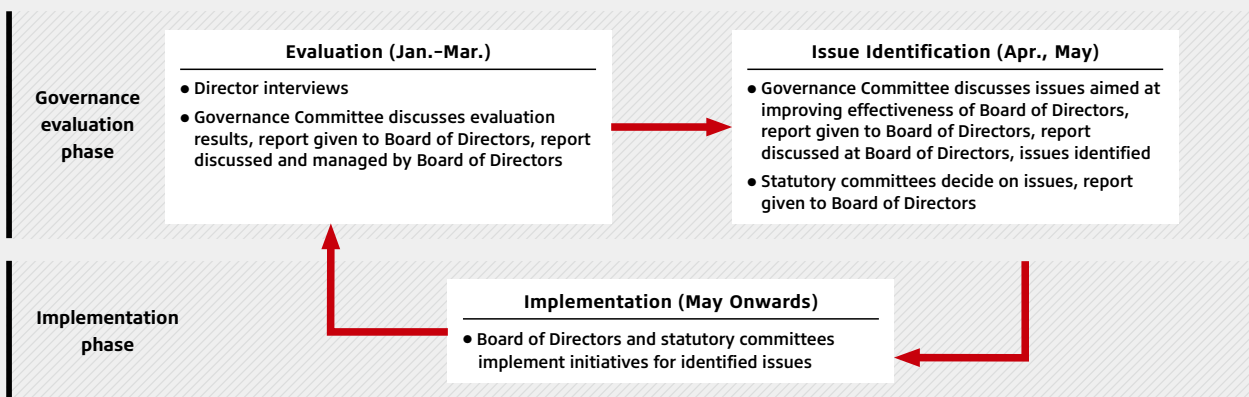 Governance
evaluation
phase
Evaluation (Jan.–Mar.)
● Director interviews
● Governance Committee discusses evaluation
results, report given to Board of Directors, report
discussed and managed by Board of Directors
Issue Identification (Apr., May)
● Governance Committee discusses issues aimed at
improving effectiveness of Board of Directors,
report given to Board of Directors, report
discussed at Board of Directors, issues identified
● Statutory committees decide on issues, report
given to Board of Directors
Implementation
phase
Implementation (May Onwards)
● Board of Directors and statutory committees
implement initiatives for identified issues